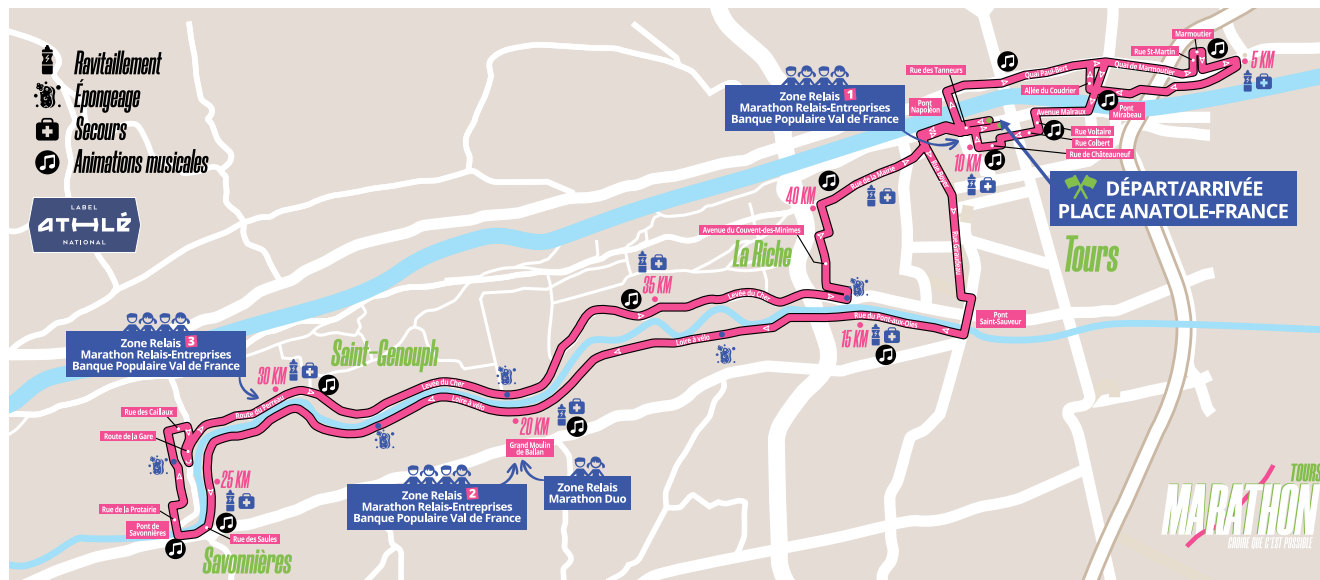 Ravitaillement
Épongeage
Secours
Animations musicales
LABEL
ATHLÉ
NATIONAL
Zone Relais 1
Marathon Relais-Entreprises
Banque Populaire Val de France
Rue des Tanneurs
Pont
Napoléon
Quai Paul-Bert
Allée du Coudrier
Quai de Marmoutier
Rue St-Martin
Marmoutier
5 KM
Pont
Mirabeau
Avenue Malraux
Rue Voltaire
Rue Colbert
Rue de Châteauneuf
10 KM
DÉPART/ARRIVÉE
PLACE ANATOLE-FRANCE
Tours
Rue de la Mairie
40 KM
Avenue du Couvent-des-Minimes
La Riche
Rue Giraudeau
Pont
Saint-Sauveur
Rue du Pont-aux-Oies
15 KM
35 KM
Levée du Cher
Loire à vélo
Zone Relais 3
Marathon Relais-Entreprises
Banque Populaire Val de France
Saint-Genouph
30 KM
Levée du Cher
Loire à vélo
Route du Perreau
Rue des Caillaux
Route de la Gare
20 KM
Grand Moulin
de Ballan
Zone Relais 2
Marathon Relais-Entreprises
Banque Populaire Val de France
Zone Relais
Marathon Duo
25 KM
Rue de la Protairie
Pont de
Savonnières
Rue des Saules
Savonnières
TOURS
MARATHON
COURIR QUE C'EST POSSIBLE